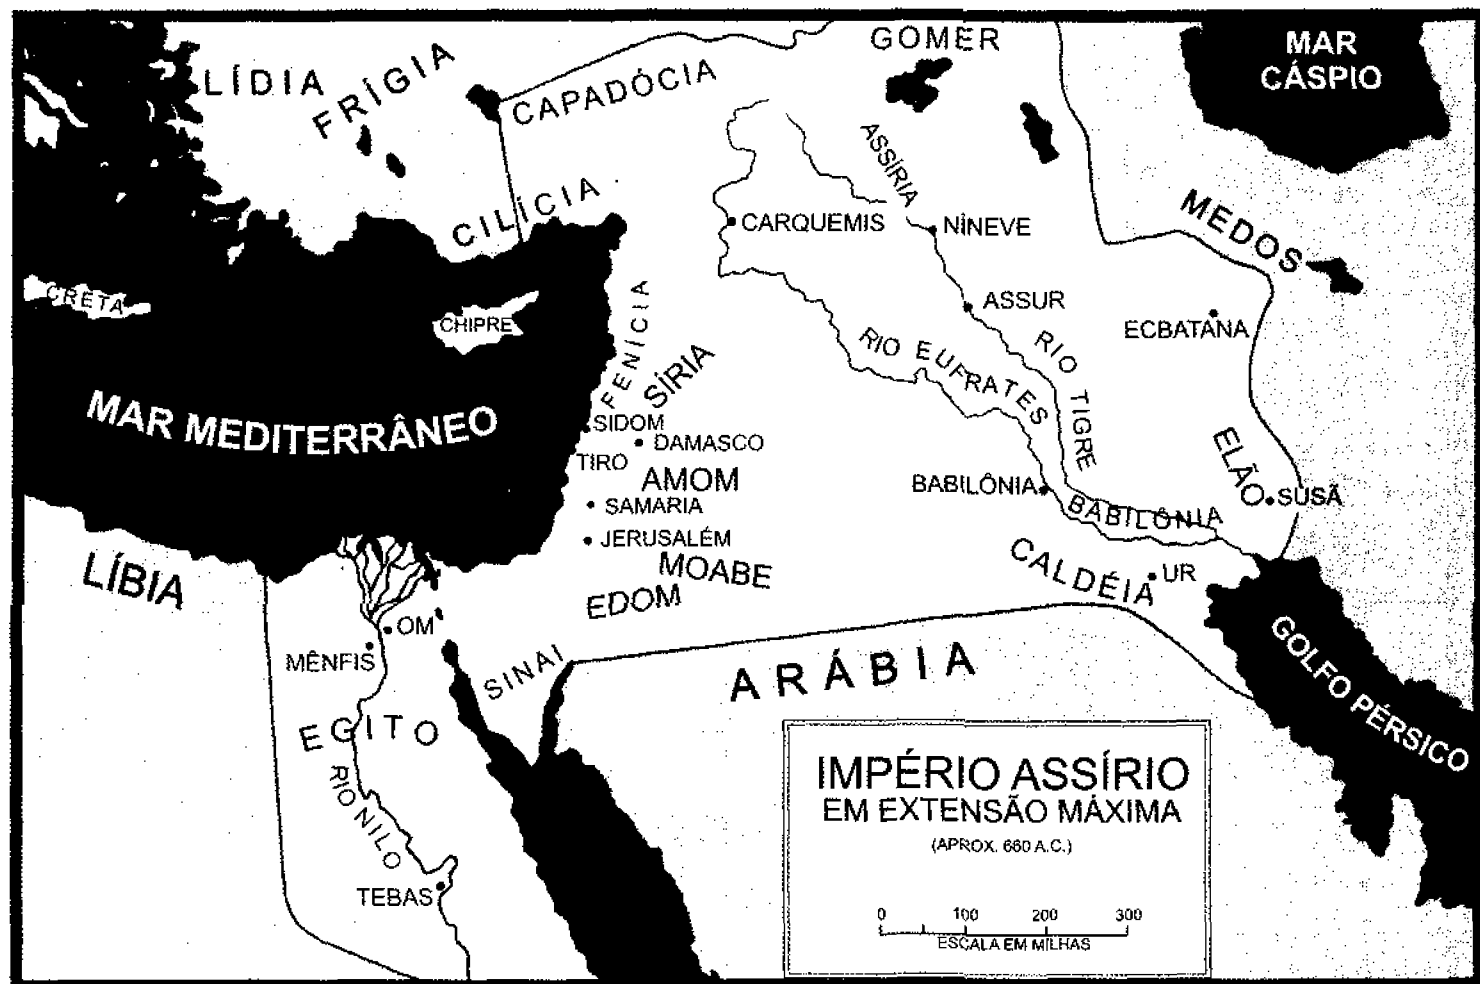 LÍDIA
FRÍGIA
CAPADÓCIA
GOMER
MAR
CÁSPIO
ASSÍRIA
CILÍCIA
CARQUEMIS
NÍNEVE
MEDOS
CRETA
CHIPRE
FENÍCIA
SÍRIA
ASSUR
ECBATANA
RIO EUFRATES
RIO TIGRE
MAR MEDITERRÂNEO
SIDOM
DAMASCO
TIRO
AMOM
SAMARIA
JERUSALÉM
MOABE
EDOM
BABILÔNIA
BABILÔNIA
ELÃO
SUSÃ
CALDÉIA
UR
LÍBIA
OM
MÊNFIS
SINAI
ARÁBIA
GOLFO PÉRSICO
EGITO
RIO NILO
TEBAS
IMPÉRIO ASSÍRIO
EM EXTENSÃO MÁXIMA
(APROX. 660 A.C.)
0 100 200 300
ESCALA EM MILHAS